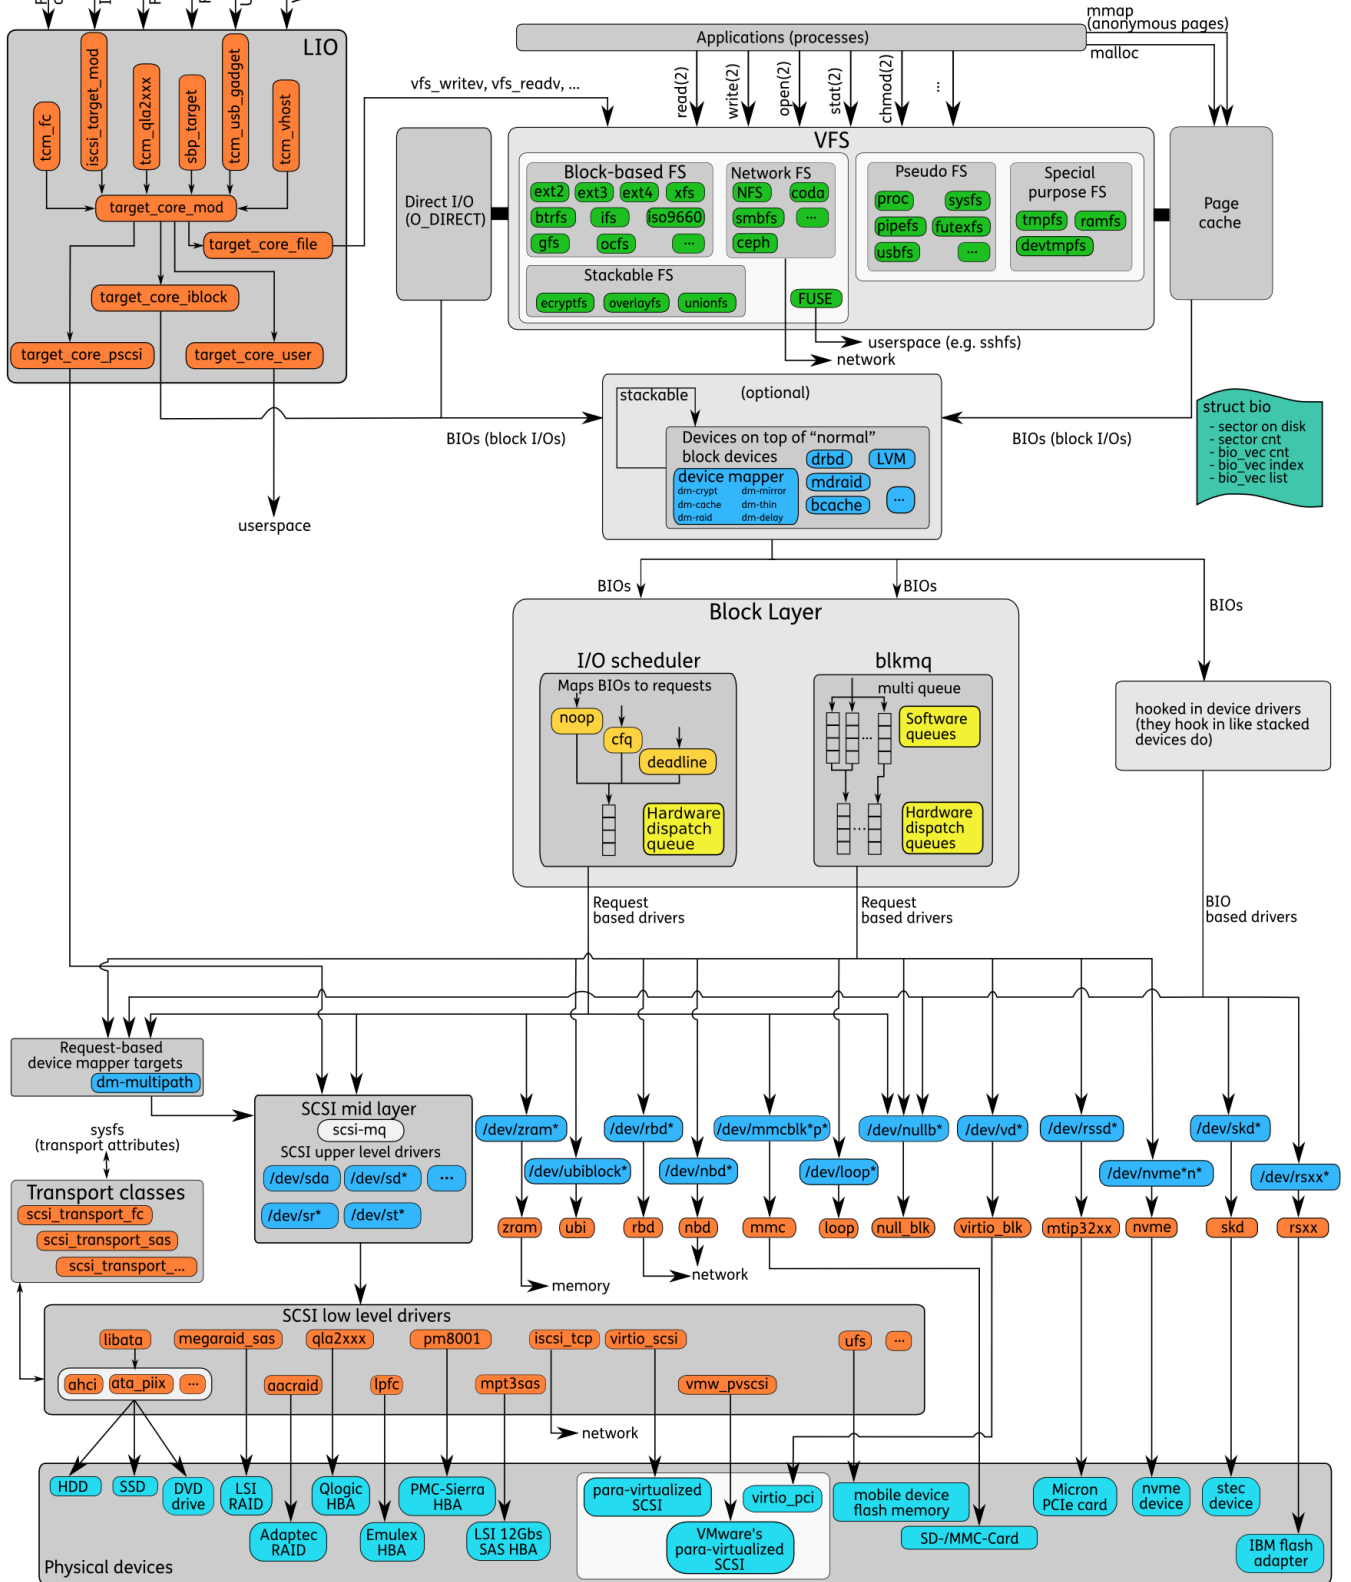 mmap
(anonymous pages)
malloc
Applications (processes)
read(2)
write(2)
open(2)
stat(2)
chmod(2)
...
LIO
tcm_fc
iscsi_target_mod
tcm_qla2xxx
sbp_target
tcm_usb_gadget
tcm_vhost
target_core_mod
target_core_file
target_core_iblock
target_core_pscsi
target_core_user
userspace
vfs_writev, vfs_readv, ...
Direct I/O
(O_DIRECT)
VFS
Block-based FS
ext2
ext3
ext4
xfs
btrfs
ifs
iso9660
gfs
ocfs
...
Network FS
NFS
coda
smbfs
...
ceph
Stackable FS
ecryptfs
overlayfs
unionfs
FUSE
Pseudo FS
proc
sysfs
pipefs
futexfs
usbfs
...
Special
purpose FS
tmpfs
ramfs
devtmpfs
Page
cache
userspace (e.g. sshfs)
network
stackable
(optional)
Devices on top of “normal”
block devices
drbd
LVM
device mapper
dm-crypt
dm-mirror
dm-cache
dm-thin
dm-raid
dm-delay
mdraid
bcache
...
BIOs (block I/Os)
BIOs (block I/Os)
struct bio
- sector on disk
- sector cnt
- bio_vec cnt
- bio_vec index
- bio_vec list
BIOs
BIOs
BIOs
Block Layer
I/O scheduler
Maps BIOs to requests
noop
cfq
deadline
Hardware
dispatch
queue
blkmq
multi queue
Software
queues
...
...
Hardware
dispatch
queues
hooked in device drivers
(they hook in like stacked
devices do)
Request
based drivers
Request
based drivers
BIO
based drivers
Request-based
device mapper targets
dm-multipath
sysfs
(transport attributes)
Transport classes
scsi_transport_fc
scsi_transport_sas
scsi_transport_...
SCSI mid layer
scsi-mq
SCSI upper level drivers
/dev/sda
/dev/sd*
...
/dev/sr*
/dev/st*
/dev/zram*
/dev/rbd*
/dev/mmcblk*p*
/dev/nullb*
/dev/vd*
/dev/rssd*
/dev/skd*
/dev/ubiblock*
/dev/nbd*
/dev/loop*
/dev/nvme*n*
/dev/rsxx*
zram
ubi
rbd
nbd
mmc
loop
null_blk
virtio_blk
mtip32xx
nvme
skd
rsxx
memory
network
SCSI low level drivers
libata
megaraid_sas
qla2xxx
pm8001
iscsi_tcp
virtio_scsi
ufs
...
ahci
ata_piix
...
aacraid
lpfc
mpt3sas
vmw_pvscsi
network
HDD
SSD
DVD
drive
LSI
RAID
Adaptec
RAID
Qlogic
HBA
Emulex
HBA
PMC-Sierra
HBA
LSI 12Gbs
SAS HBA
para-virtualized
SCSI
virtio_pci
VMware's
para-virtualized
SCSI
mobile device
flash memory
SD-/MMC-Card
Micron
PCIe card
nvme
device
stec
device
IBM flash
adapter
Physical devices